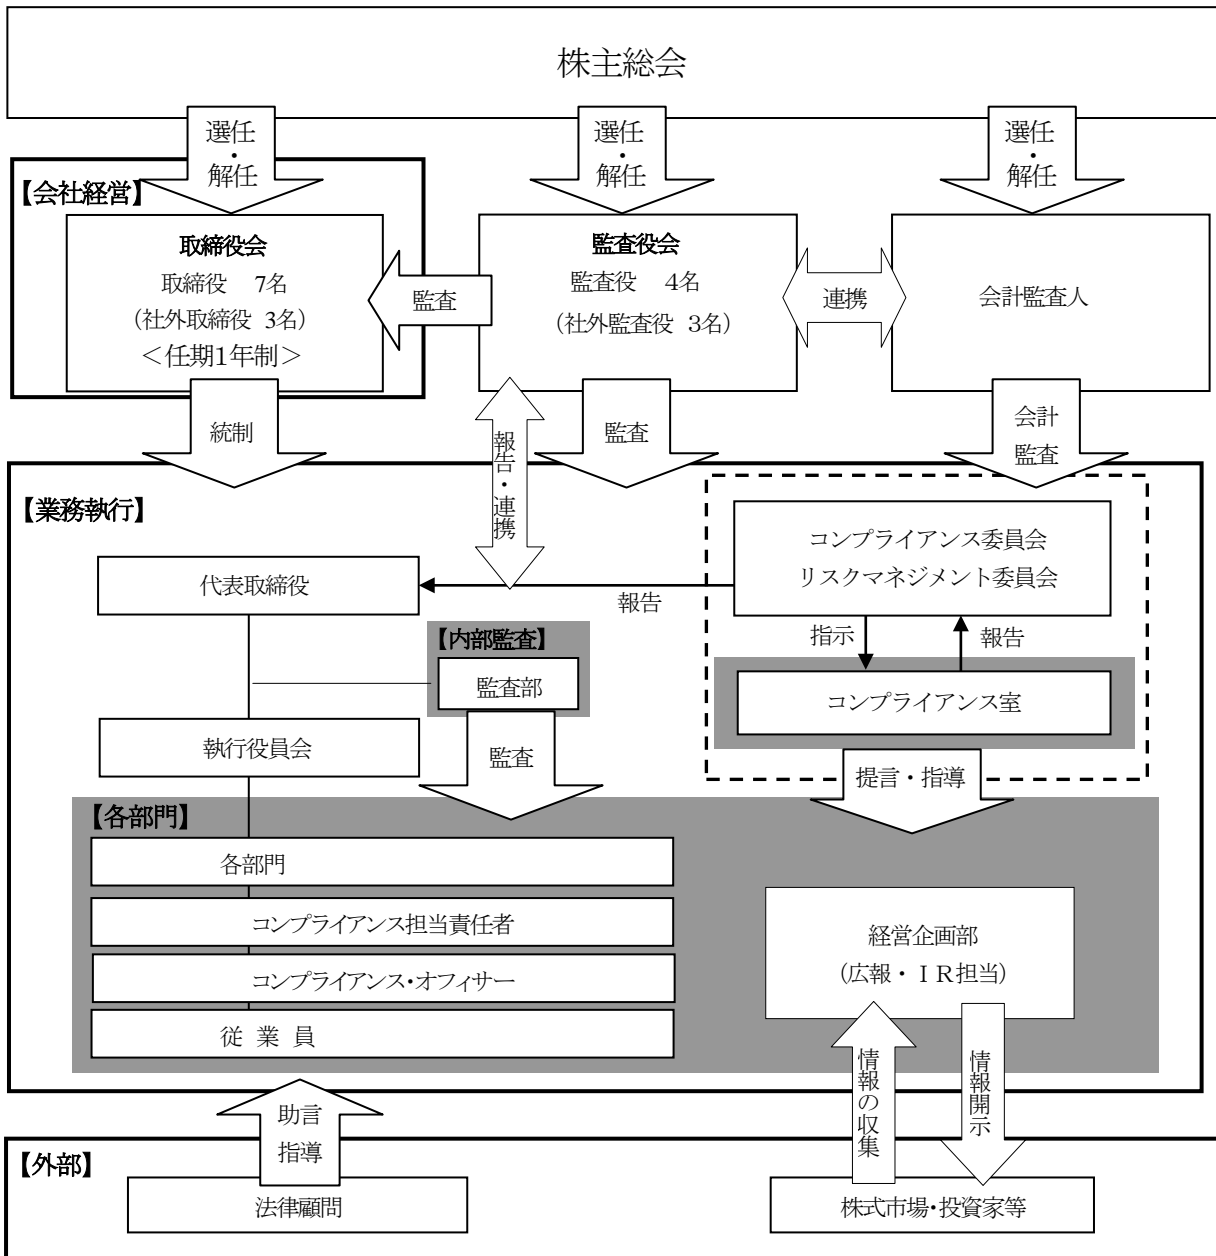 株主総会
選任
・
解任
選任
・
解任
選任
・
解任
【会社経営】
取締役会
取締役 7名
(社外取締役 3名)
＜任期1年制＞
監査
監査役会
監査役 4名
(社外監査役 3名)
連携
会計監査人
統制
報告・連携
監査
会計
監査
【業務執行】
コンプライアンス委員会
リスクマネジメント委員会
代表取締役
報告
指示
報告
【内部監査】
監査部
コンプライアンス室
執行役員会
監査
提言・指導
【各部門】
各部門
コンプライアンス担当責任者
コンプライアンス・オフィサー
従 業 員
経営企画部
(広報・ＩＲ担当)
情報の収集
情報開示
助言
指導
【外部】
法律顧問
株式市場・投資家等